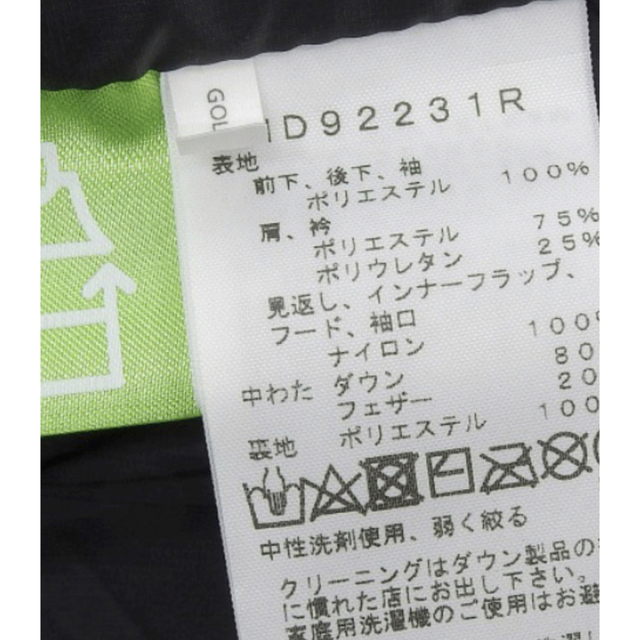 GOL
ND92231R
表地
前下、後下、袖
ポリエステル 100%
肩、衿
ポリエステル 75%
ポリウレタン 25%
見返し、インナーフラップ、
フード、袖口
ナイロン 100%
中わた ダウン 80
フェザー 20
裏地 ポリエステル 100
中性洗剤使用、弱く絞る
クリーニングはダウン製品の
に慣れた店にお出し下さい。
家庭用洗濯機のご使用はお避